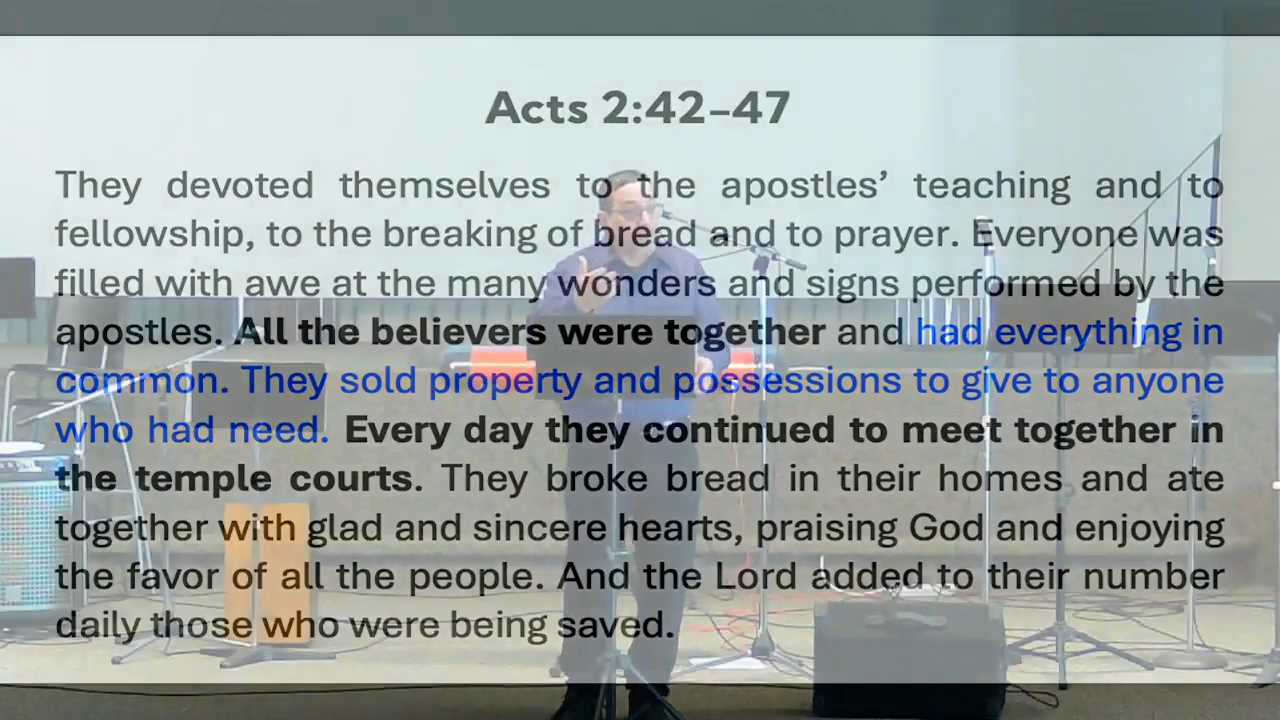 Acts 2:42–47
They devoted themselves to the apostles’ teaching and to
fellowship, to the breaking of bread and to prayer. Everyone was
filled with awe at the many wonders and signs performed by the
apostles. All the believers were together and had everything in
common. They sold property and possessions to give to anyone
who had need. Every day they continued to meet together in
the temple courts. They broke bread in their homes and ate
together with glad and sincere hearts, praising God and enjoying
the favor of all the people. And the Lord added to their number
daily those who were being saved.